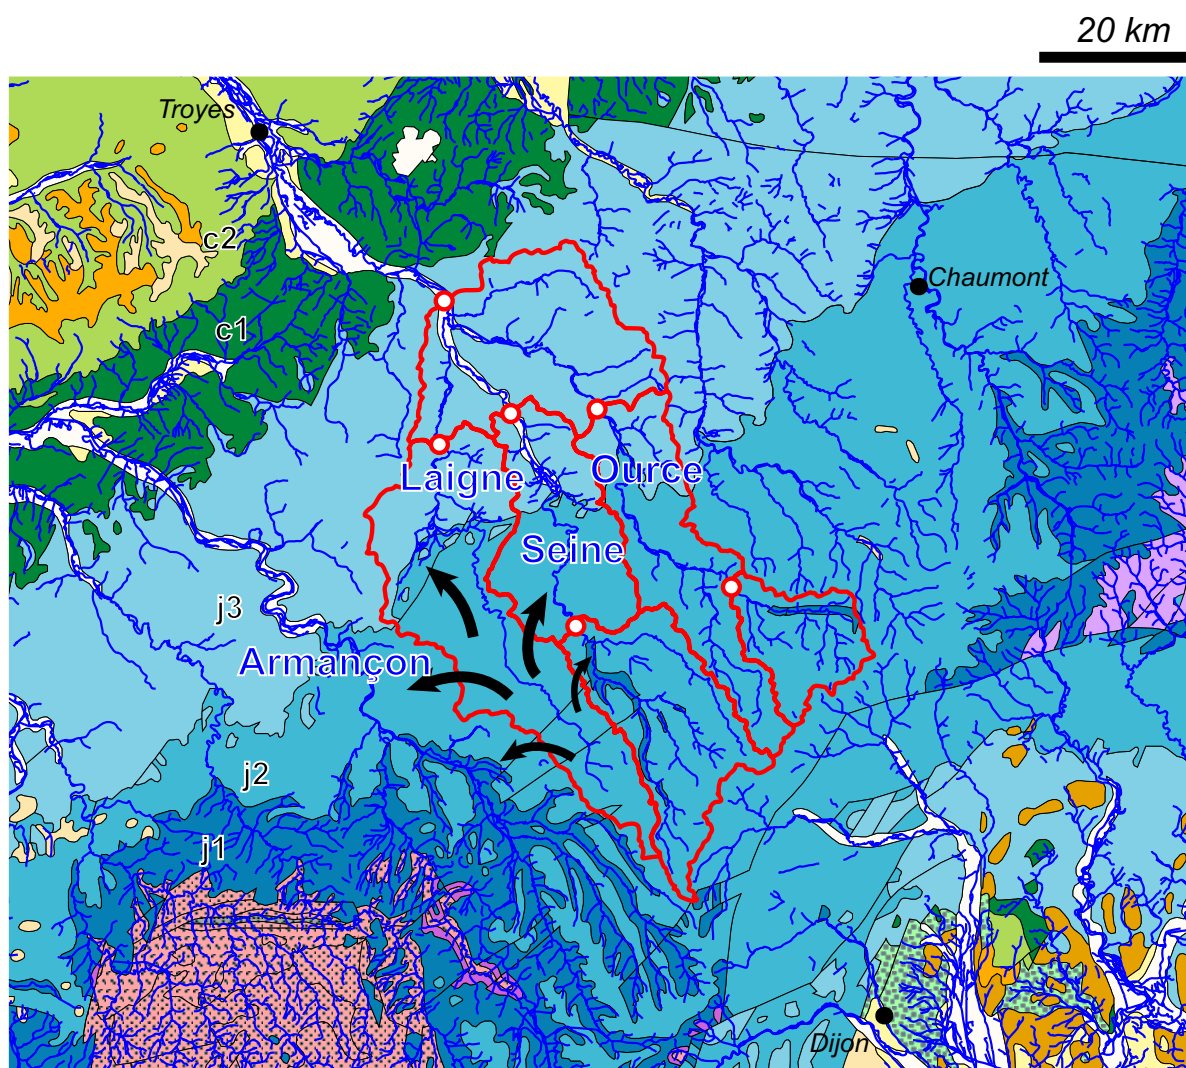 20 km
Troyes
c2
Chaumont
c1
Laigne
Ource
Seine
j3
Armançon
j2
j1
Dijon